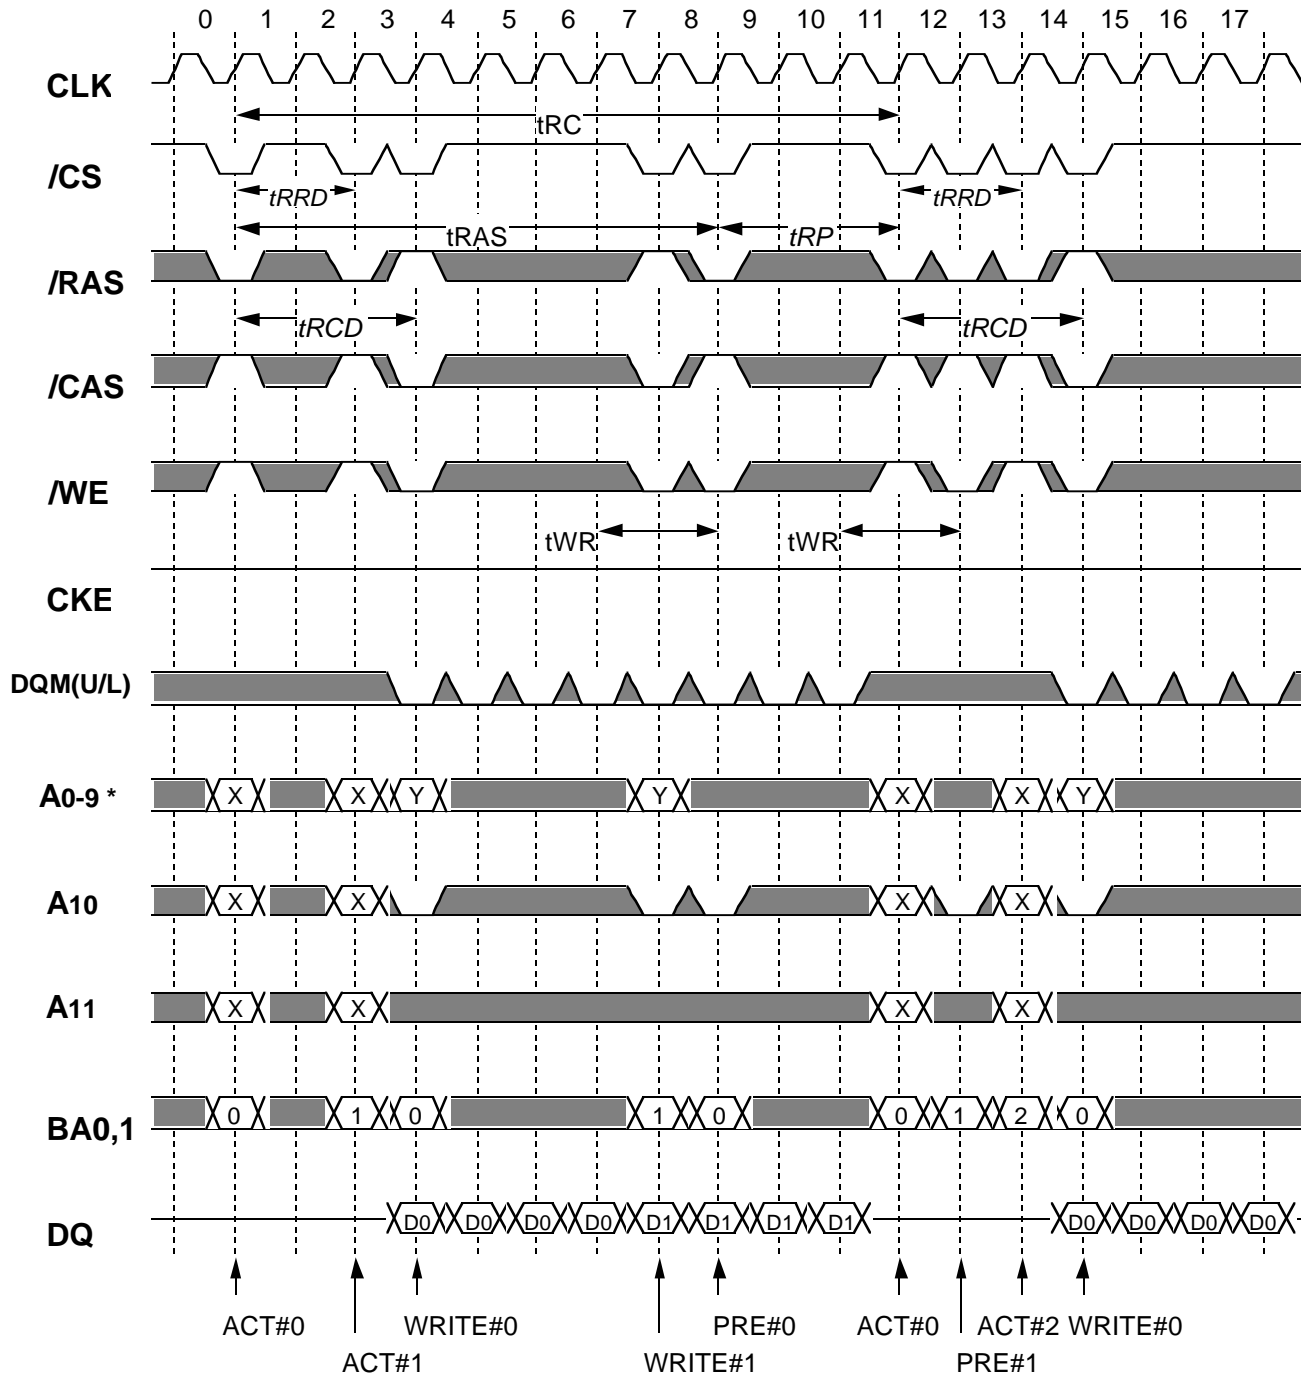 0 1 2 3 4 5 6 7 8 9 10 11 12 13 14 15 16 17
CLK
tRC
/CS
tRRD tRRD
tRAS tRP
/RAS
tRCD tRCD
/CAS
/WE
tWR tWR
CKE
DQM(U/L)
A0-9 * X X Y Y X X Y
A10 X X X X
A11 X X X X
BA0,1 0 1 0 1 0 0 1 2 0
DQ D0 D0 D0 D0 D1 D1 D1 D1 D0 D0 D0 D0
ACT#0 WRITE#0 PRE#0 ACT#0 ACT#2 WRITE#0
ACT#1 WRITE#1 PRE#1